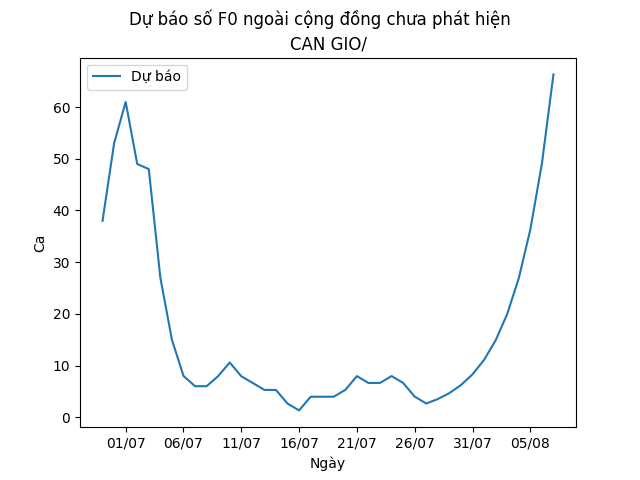 Dự báo số F0 ngoài cộng đồng chưa phát hiện
CAN GIO/
Dự báo
60
50
40
30
20
10
0
Ca
01/07 06/07 11/07 16/07 21/07 26/07 31/07 05/08
Ngày